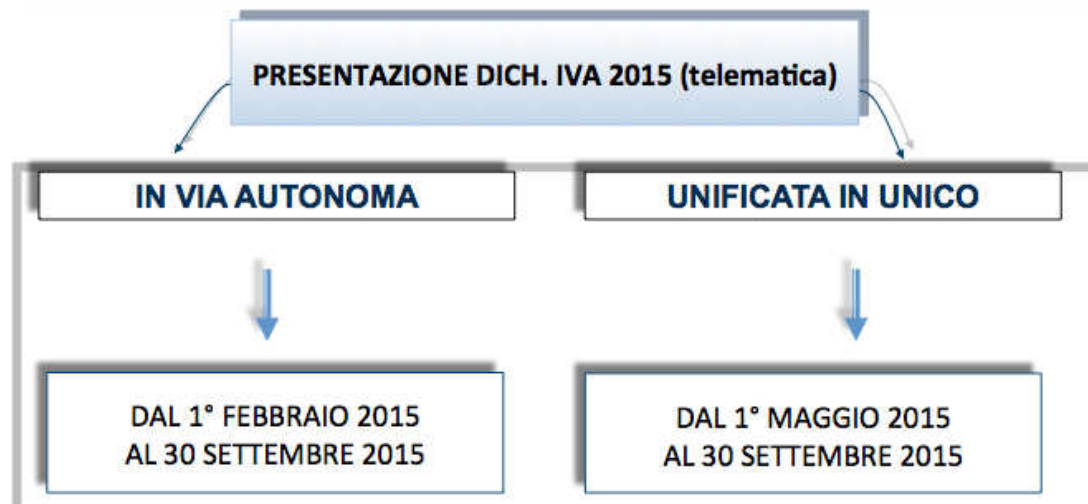 PRESENTAZIONE DICH. IVA 2015 (telematica)
IN VIA AUTONOMA
UNIFICATA IN UNICO
DAL 1° FEBBRAIO 2015
AL 30 SETTEMBRE 2015
DAL 1° MAGGIO 2015
AL 30 SETTEMBRE 2015